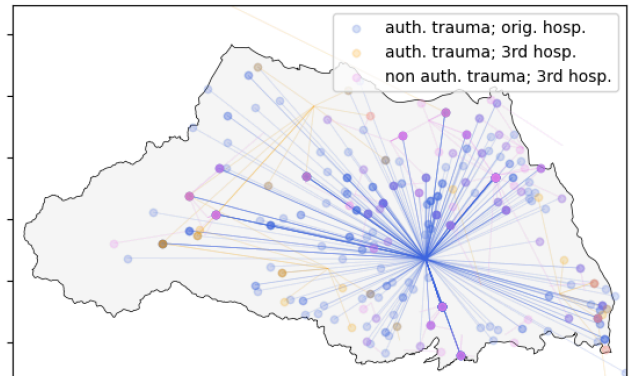 auth. trauma; orig. hosp.
auth. trauma; 3rd hosp.
non auth. trauma; 3rd hosp.